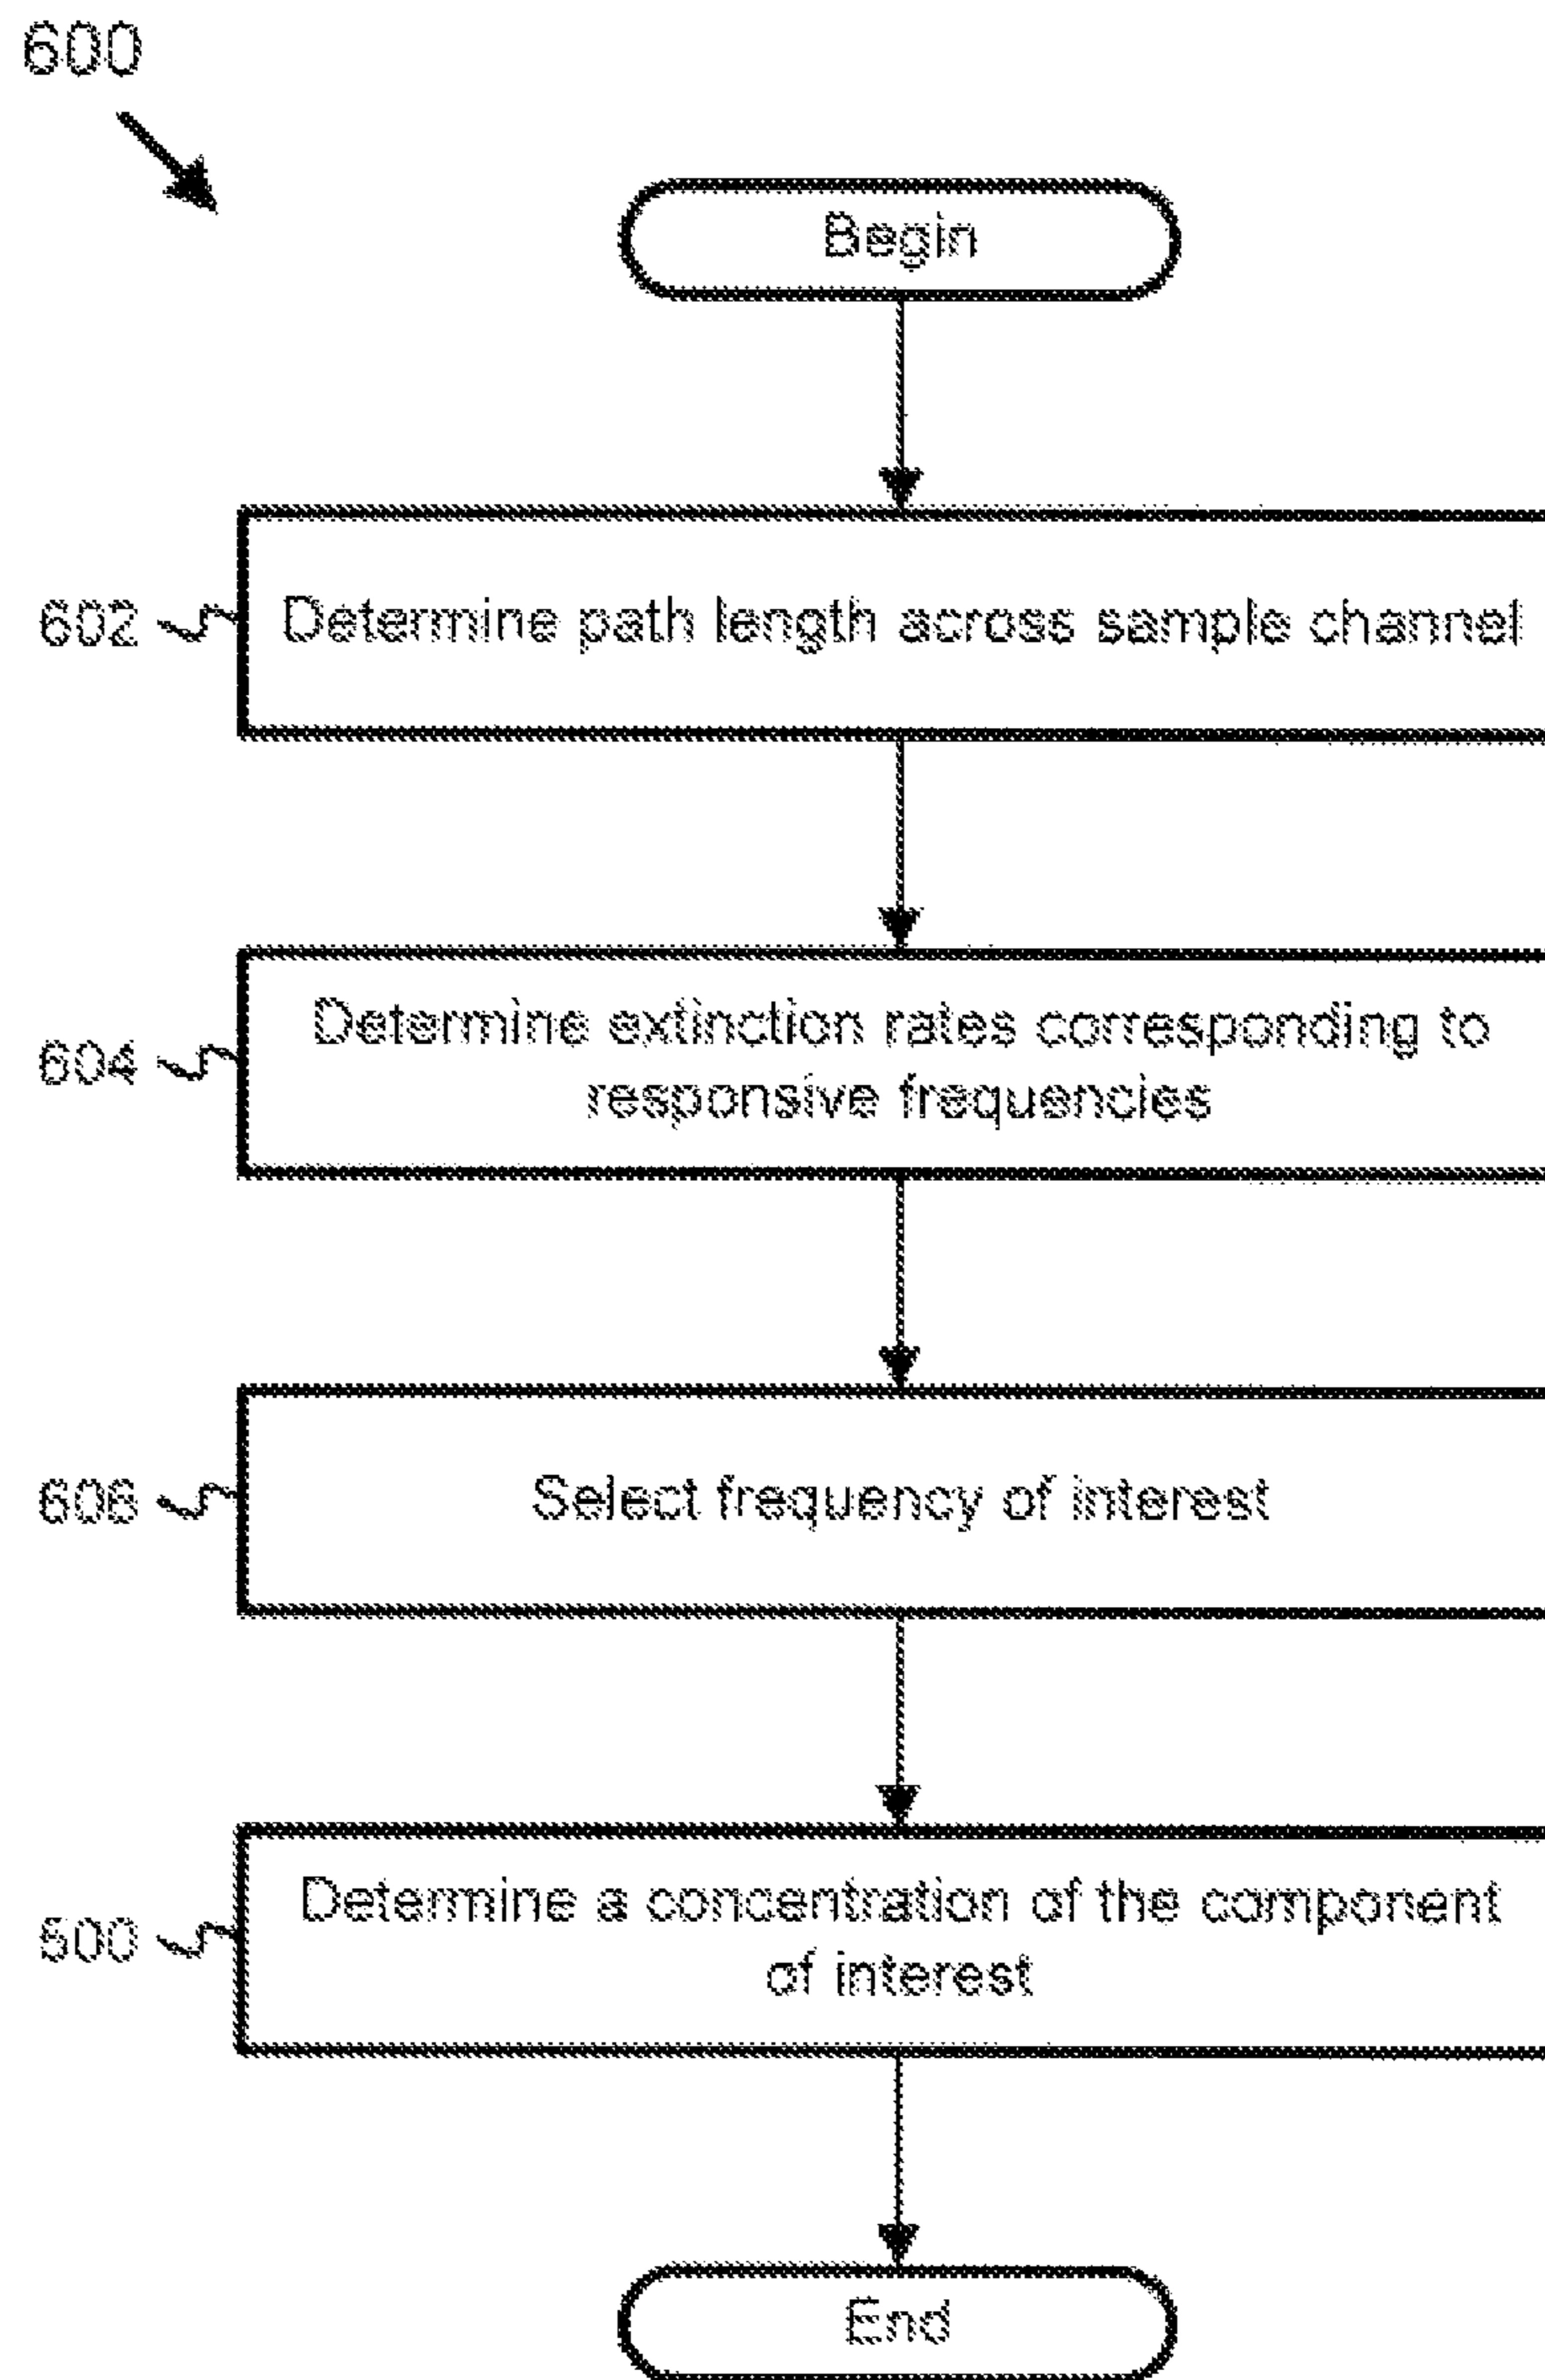 600
Begin
602
Determine path length across sample channel
604
Determine extinction rates corresponding to
responsive frequencies
606
Select frequency of interest
500
Determine a concentration of the component
of interest
End